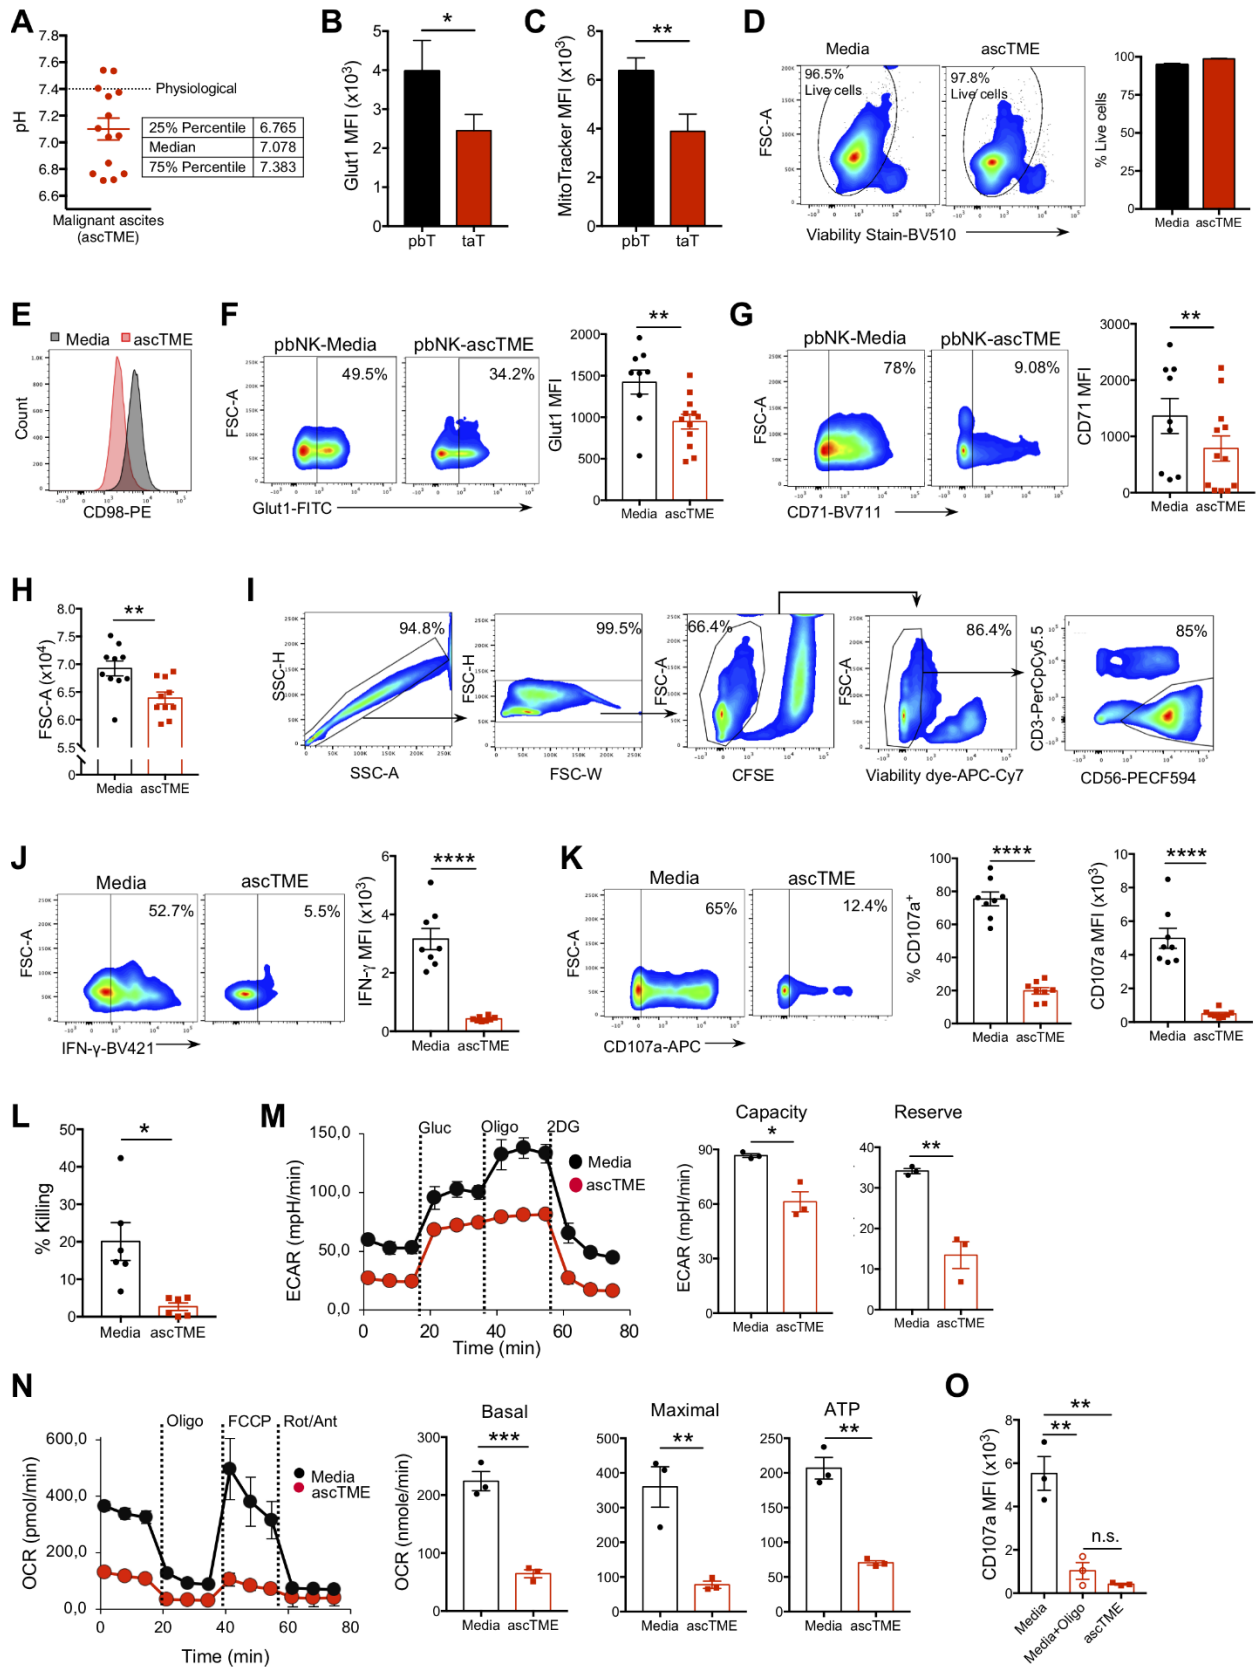 A
7.8
7.6
7.4
7.2
7.0
6.8
6.6
pH
Physiological
25% Percentile 6.765
Median 7.078
75% Percentile 7.383
Malignant ascites
(ascTME)
B
*
5
4
3
2
1
0
Glut1 MFI (x10³)
pbT taT
C
**
8
6
4
2
0
MitoTracker MFI (x10³)
pbT taT
D
Media ascTME
96.5%
Live cells
97.8%
Live cells
FSC-A
Viability Stain-BV510
100
75
50
25
0
% Live cells
Media ascTME
E
Media ascTME
Count
CD98-PE
F
pbNK-Media pbNK-ascTME
49.5% 34.2%
FSC-A
Glut1-FITC
**
2000
1500
1000
500
0
Glut1 MFI
Media ascTME
G
pbNK-Media pbNK-ascTME
78% 9.08%
FSC-A
CD71-BV711
**
3000
2000
1000
0
CD71 MFI
Media ascTME
H
**
8.0
7.5
7.0
6.5
6.0
5.5
0
FSC-A (x10⁴)
Media ascTME
I
94.8%
SSC-H
SSC-A
99.5%
FSC-H
FSC-W
66.4%
FSC-A
CFSE
86.4%
FSC-A
Viability dye-APC-Cy7
85%
CD3-PerCpCy5.5
CD56-PECF594
J
Media ascTME
52.7% 5.5%
FSC-A
IFN-γ-BV421
****
6
4
2
0
IFN-γ MFI (x10³)
Media ascTME
K
Media ascTME
65% 12.4%
FSC-A
CD107a-APC
****
100
80
60
40
20
0
% CD107a⁺
Media ascTME
****
10
8
6
4
2
0
CD107a MFI (x10³)
Media ascTME
L
*
50
40
30
20
10
0
% Killing
Media ascTME
M
Gluc Oligo 2DG
150,0
100,0
50,0
0,0
ECAR (mpH/min)
Media
ascTME
0 20 40 60 80
Time (min)
Capacity
*
90
60
30
0
ECAR (mpH/min)
Media ascTME
Reserve
**
40
30
20
10
0
Media ascTME
N
Oligo FCCP Rot/Ant
600,0
400,0
200,0
0,0
OCR (pmol/min)
Media
ascTME
0 20 40 60 80
Time (min)
Basal
***
300
200
100
0
OCR (nmole/min)
Media ascTME
Maximal
**
500
400
300
200
100
0
Media ascTME
ATP
**
250
200
150
100
50
0
Media ascTME
O
**
**
n.s.
8
6
4
2
0
CD107a MFI (x10³)
Media
Media+Oligo
ascTME